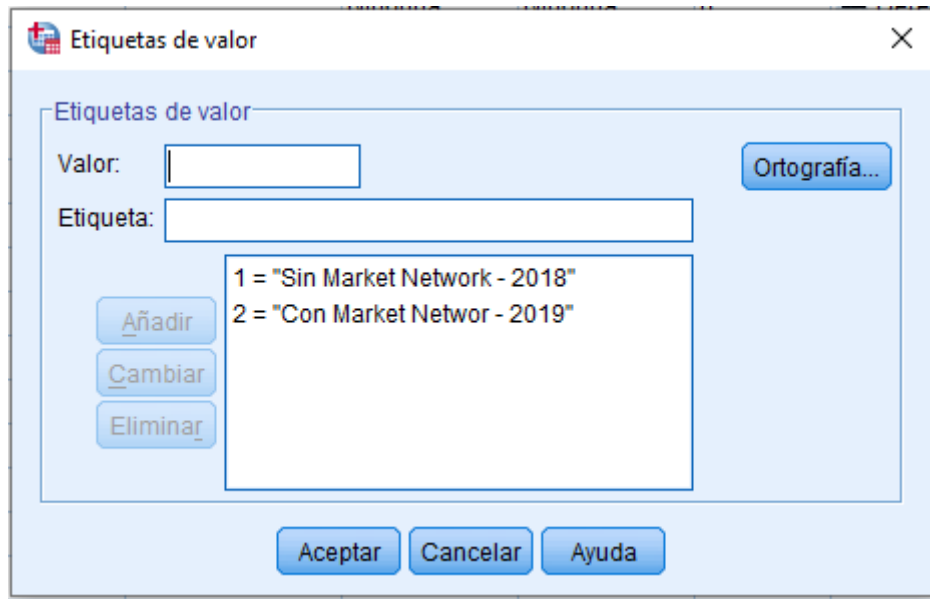 Etiquetas de valor
Etiquetas de valor
Valor:
Ortografía...
Etiqueta:
1 = "Sin Market Network - 2018"
2 = "Con Market Networ - 2019"
Añadir
Cambiar
Eliminar
Aceptar Cancelar Ayuda